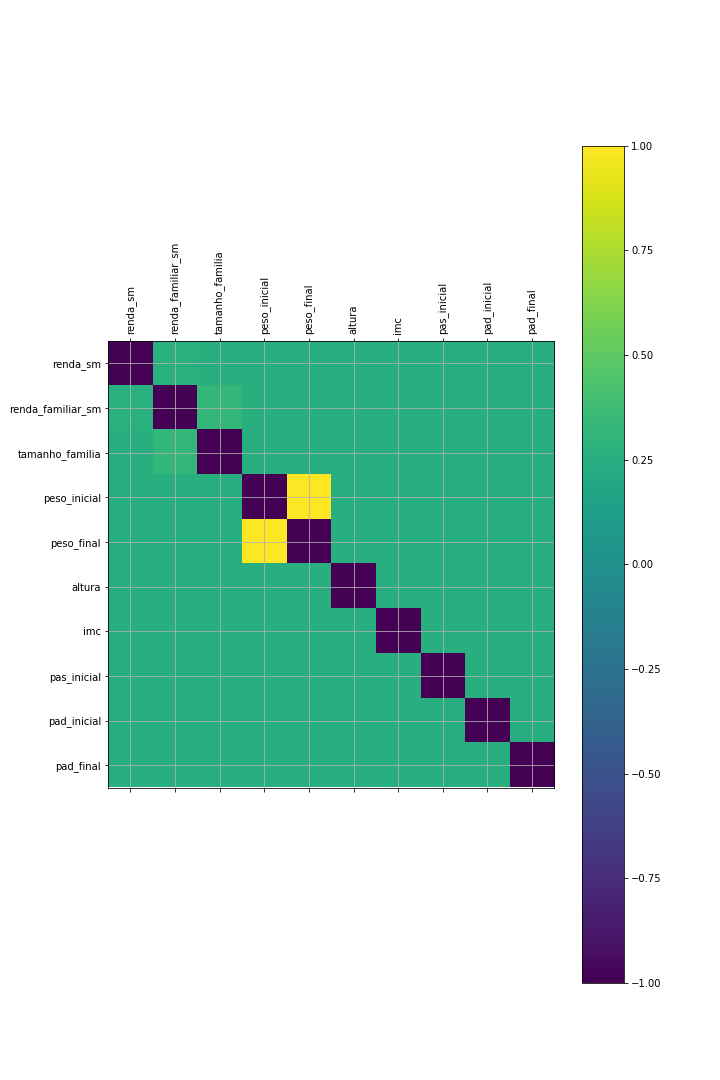 renda_sm
renda_familiar_sm
tamanho_familia
peso_inicial
peso_final
altura
imc
pas_inicial
pad_inicial
pad_final
renda_sm
renda_familiar_sm
tamanho_familia
peso_inicial
peso_final
altura
imc
pas_inicial
pad_inicial
pad_final
1.00
0.75
0.50
0.25
0.00
−0.25
−0.50
−0.75
−1.00